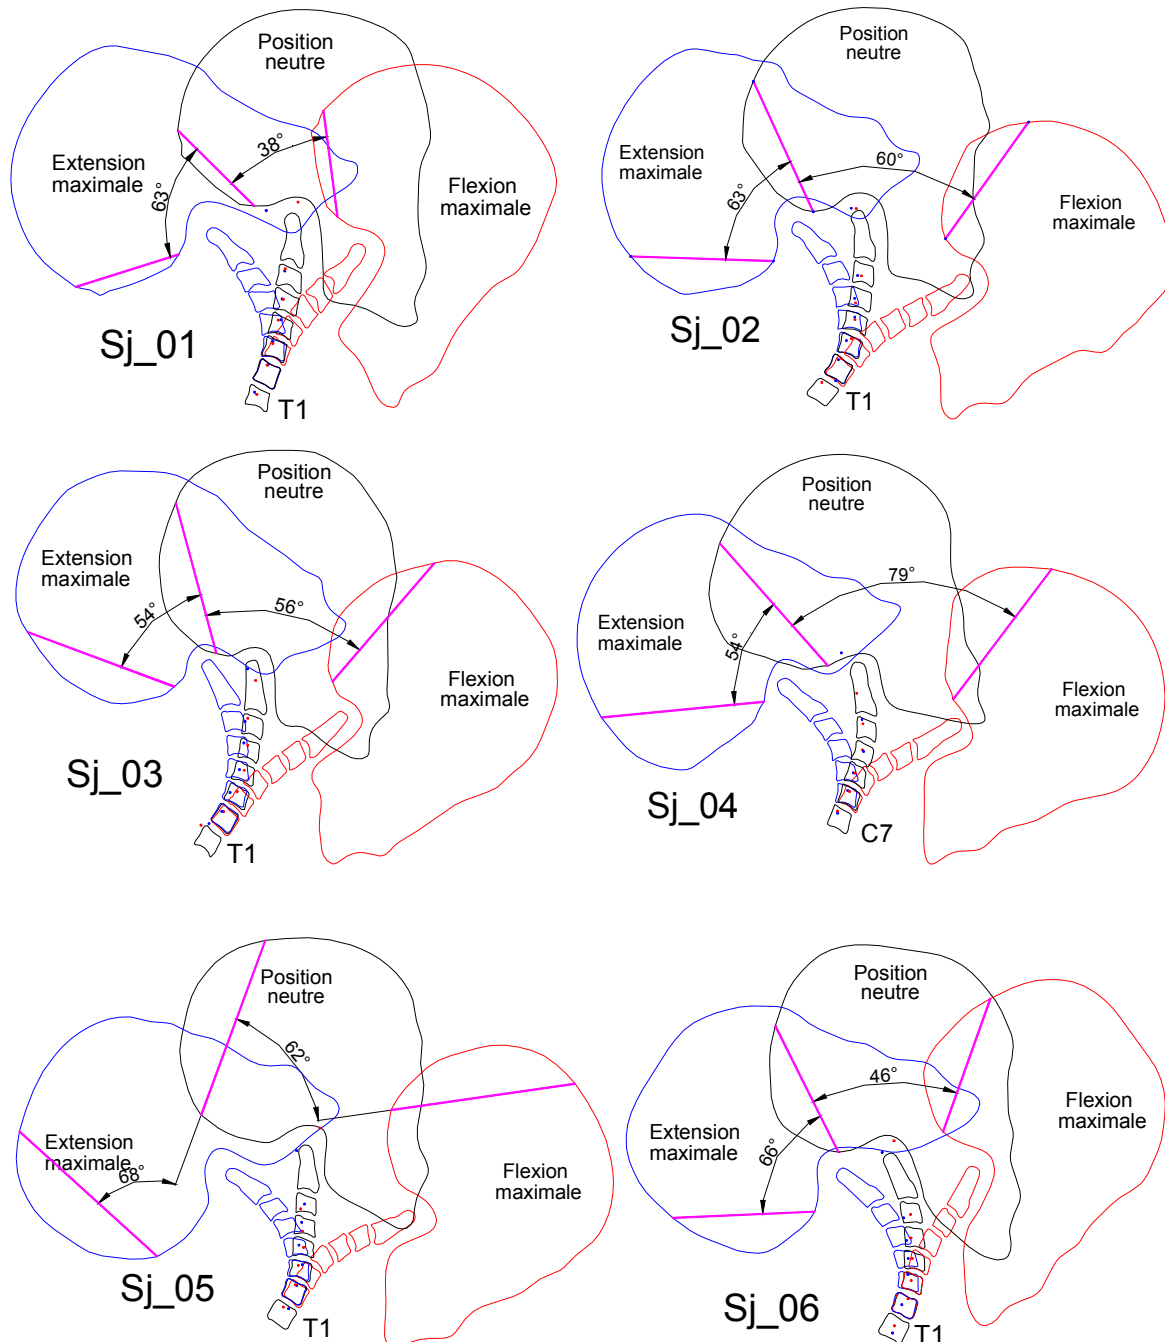 Position
neutre
Extension
maximale
Flexion
maximale
38°
63°
Sj_01
T1
Position
neutre
Extension
maximale
Flexion
maximale
60°
63°
Sj_02
T1
Position
neutre
Extension
maximale
Flexion
maximale
54°
56°
Sj_03
T1
Position
neutre
Extension
maximale
Flexion
maximale
79°
54°
Sj_04
C7
Position
neutre
Extension
maximale
Flexion
maximale
62°
68°
Sj_05
T1
Position
neutre
Extension
maximale
Flexion
maximale
46°
66°
Sj_06
T1